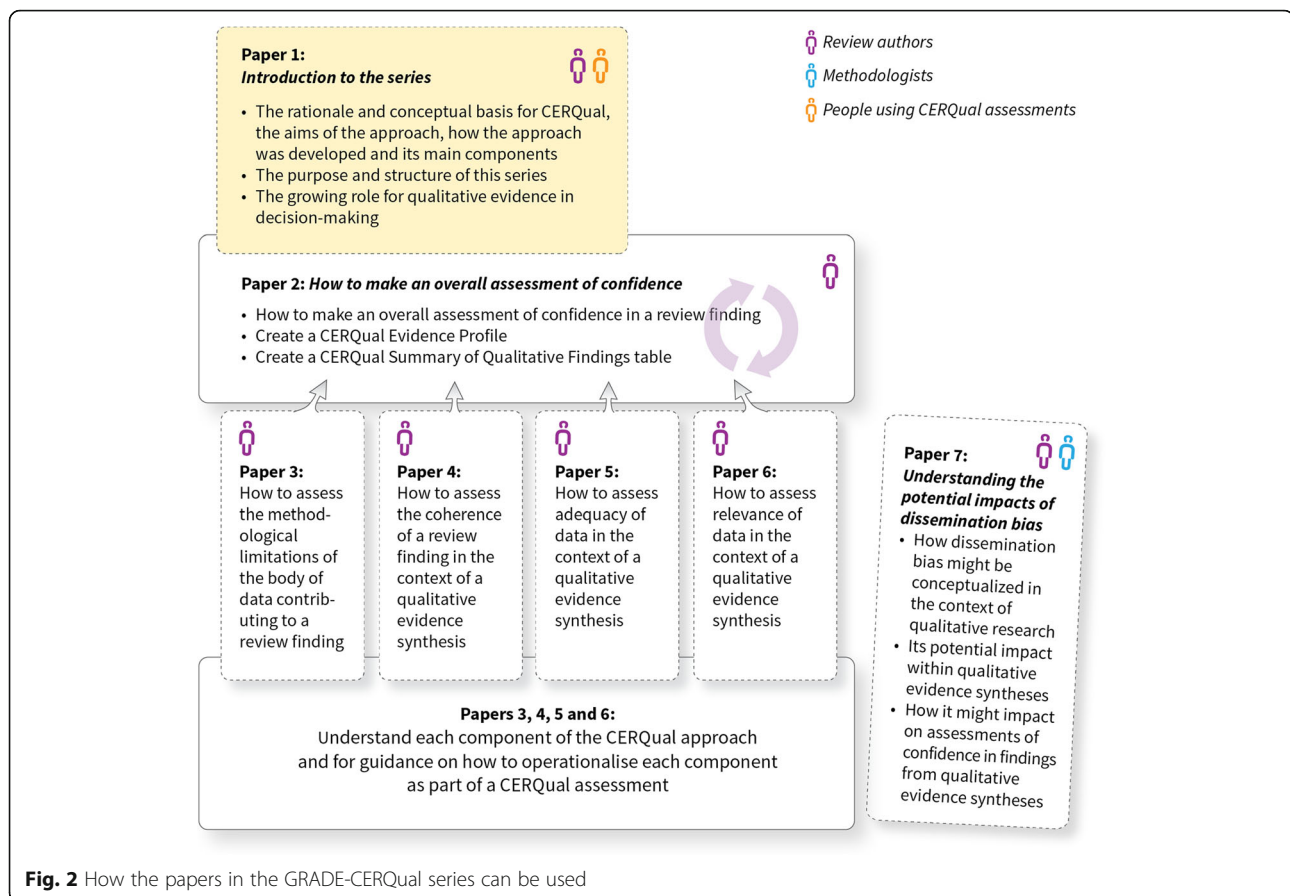 Paper 1:
Introduction to the series
• The rationale and conceptual basis for CERQual,
the aims of the approach, how the approach
was developed and its main components
• The purpose and structure of this series
• The growing role for qualitative evidence in
decision-making
Review authors
Methodologists
People using CERQual assessments
Paper 2: How to make an overall assessment of confidence
• How to make an overall assessment of confidence in a review finding
• Create a CERQual Evidence Profile
• Create a CERQual Summary of Qualitative Findings table
Paper 3:
How to assess
the method-
ological
limitations of
the body of
data contrib-
uting to a
review finding
Paper 4:
How to assess
the coherence
of a review
finding in the
context of a
qualitative
evidence
synthesis
Paper 5:
How to assess
adequacy of
data in the
context of a
qualitative
evidence
synthesis
Paper 6:
How to assess
relevance of
data in the
context of a
qualitative
evidence
synthesis
Paper 7:
Understanding the
potential impacts of
dissemination bias
• How dissemination
bias might be
conceptualized in
the context of
qualitative research
• Its potential impact
within qualitative
evidence syntheses
• How it might impact
on assessments of
confidence in findings
from qualitative
evidence syntheses
Papers 3, 4, 5 and 6:
Understand each component of the CERQual approach
and for guidance on how to operationalise each component
as part of a CERQual assessment
Fig. 2 How the papers in the GRADE-CERQual series can be used